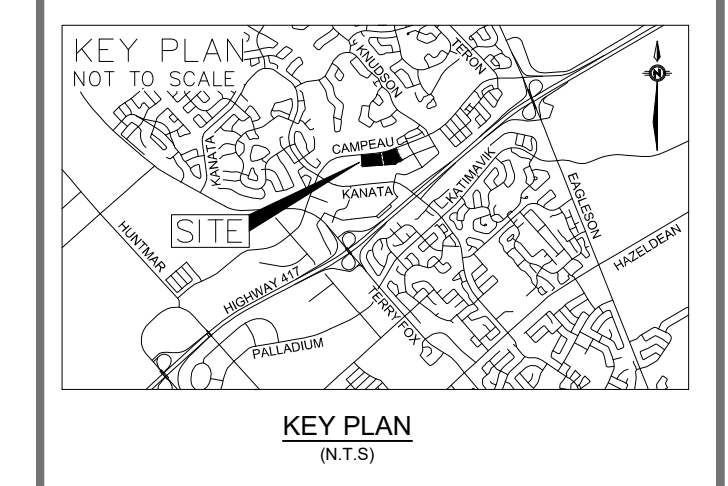 KEY PLAN
NOT TO SCALE
KNUDSON
TERON
N
CAMPEAU
KANATA
KANATA
KATIMAVIK
EAGLESON
SITE
HUNTMAR
HAZELDEAN
HIGHWAY 417
TERRY FOX
PALLADIUM
KEY PLAN
(N.T.S)